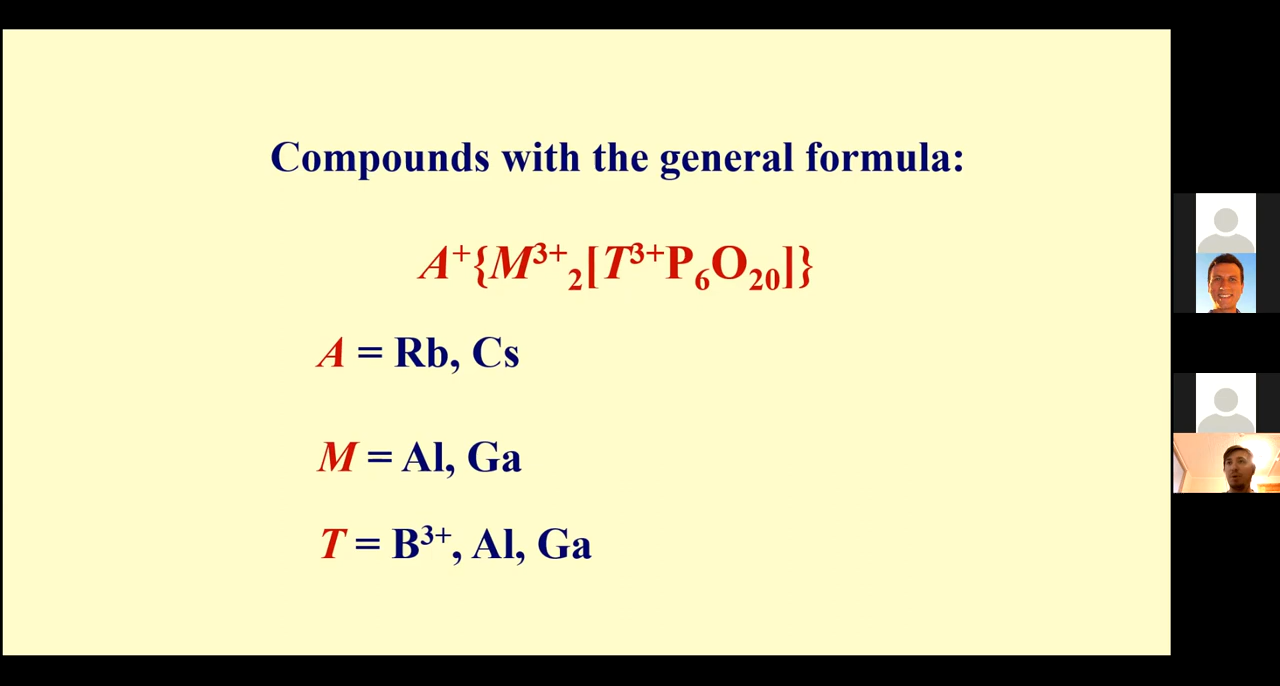 Compounds with the general formula:
A⁺{M³⁺₂[T³⁺P₆O₂₀]}
A = Rb, Cs
M = Al, Ga
T = B³⁺, Al, Ga